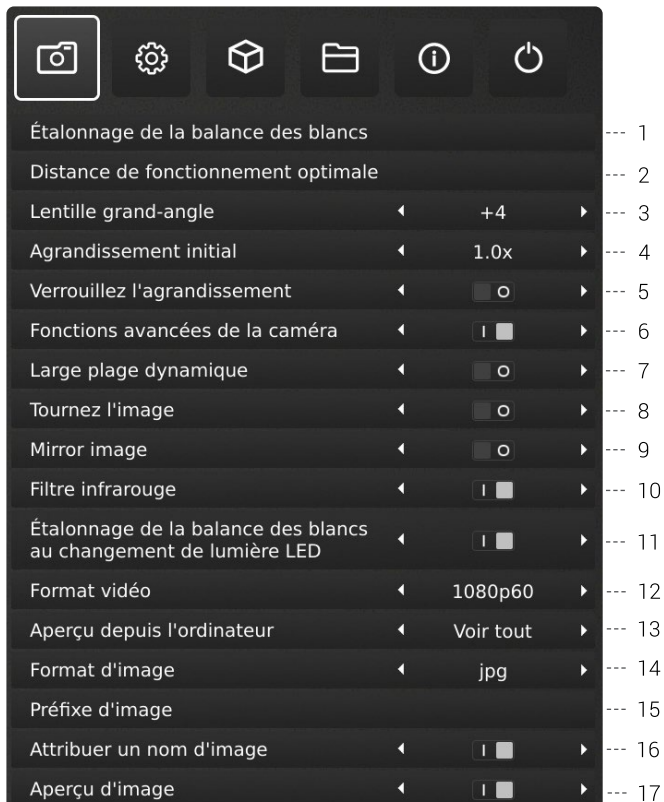 Étalonnage de la balance des blancs --- 1
Distance de fonctionnement optimale --- 2
Lentille grand-angle +4 --- 3
Agrandissement initial 1.0x --- 4
Verrouillez l'agrandissement O --- 5
Fonctions avancées de la caméra I --- 6
Large plage dynamique O --- 7
Tournez l'image O --- 8
Mirror image O --- 9
Filtre infrarouge I --- 10
Étalonnage de la balance des blancs
au changement de lumière LED I --- 11
Format vidéo 1080p60 --- 12
Aperçu depuis l'ordinateur Voir tout --- 13
Format d'image jpg --- 14
Préfixe d'image --- 15
Attribuer un nom d'image I --- 16
Aperçu d'image I --- 17